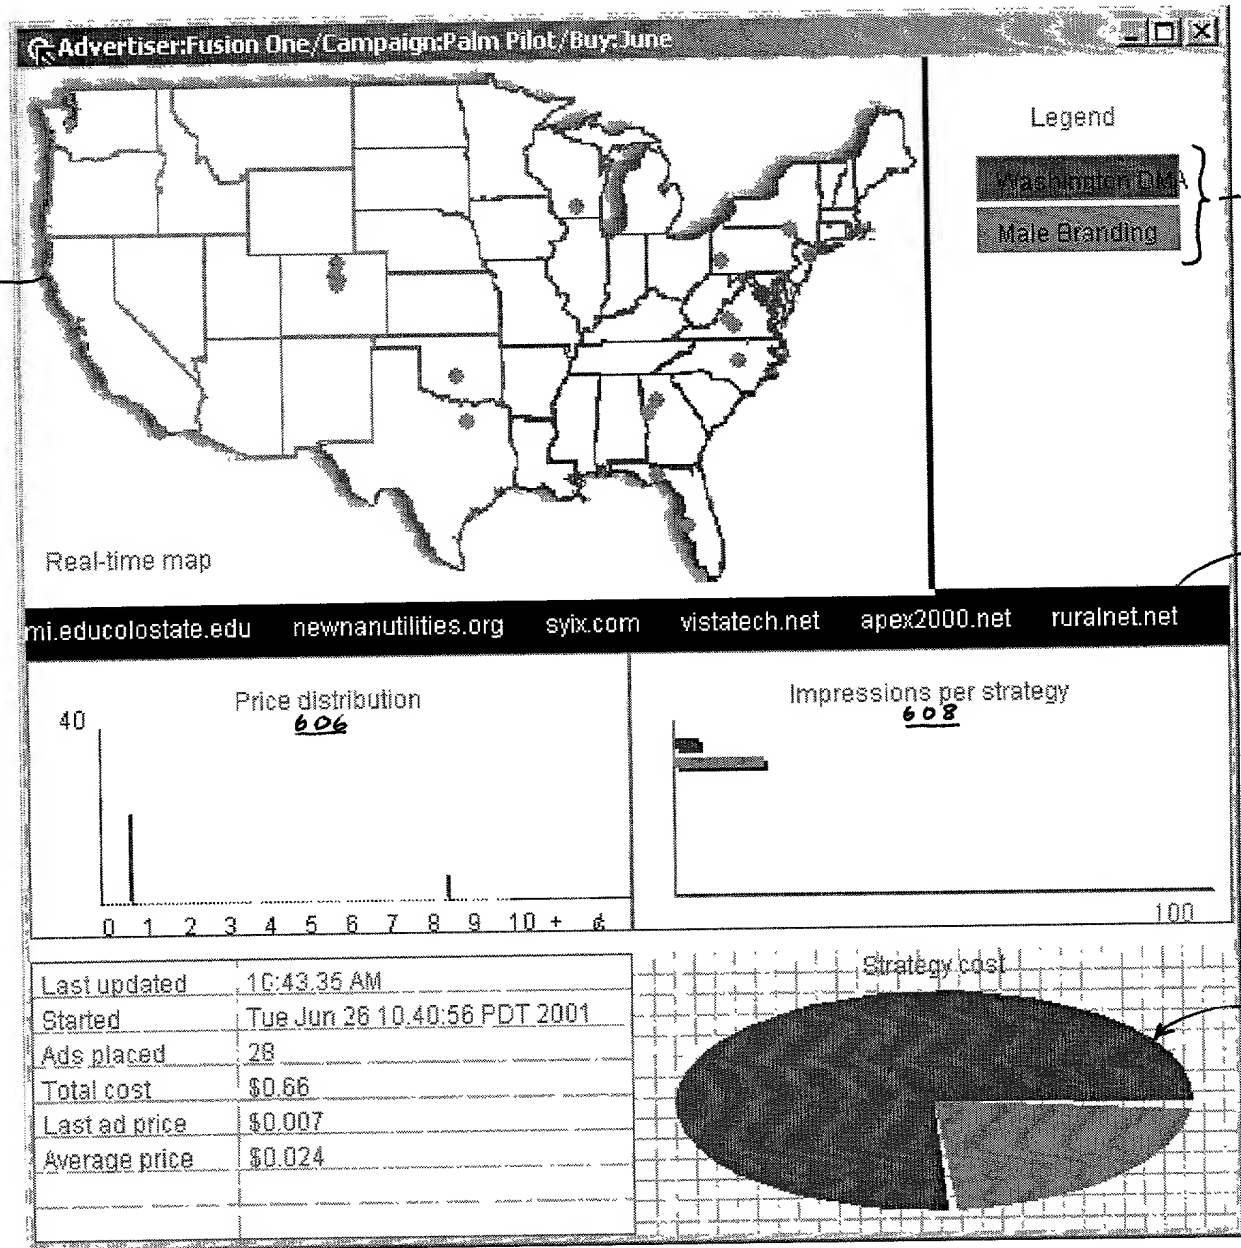 Advertiser:Fusion One/Campaign:Palm Pilot/Buy:June
Legend
Washington DMA
Male Branding
Real-time map
mi.educolostate.edu newnanutilities.org syix.com vistatech.net apex2000.net ruralnet.net
Price distribution
606
40
0 1 2 3 4 5 6 7 8 9 10 + ¢
Impressions per strategy
608
100
Last updated 10:43.35 AM
Started Tue Jun 26 10.40:56 PDT 2001
Ads placed 28
Total cost $0.66
Last ad price $0.007
Average price $0.024
Strategy cost